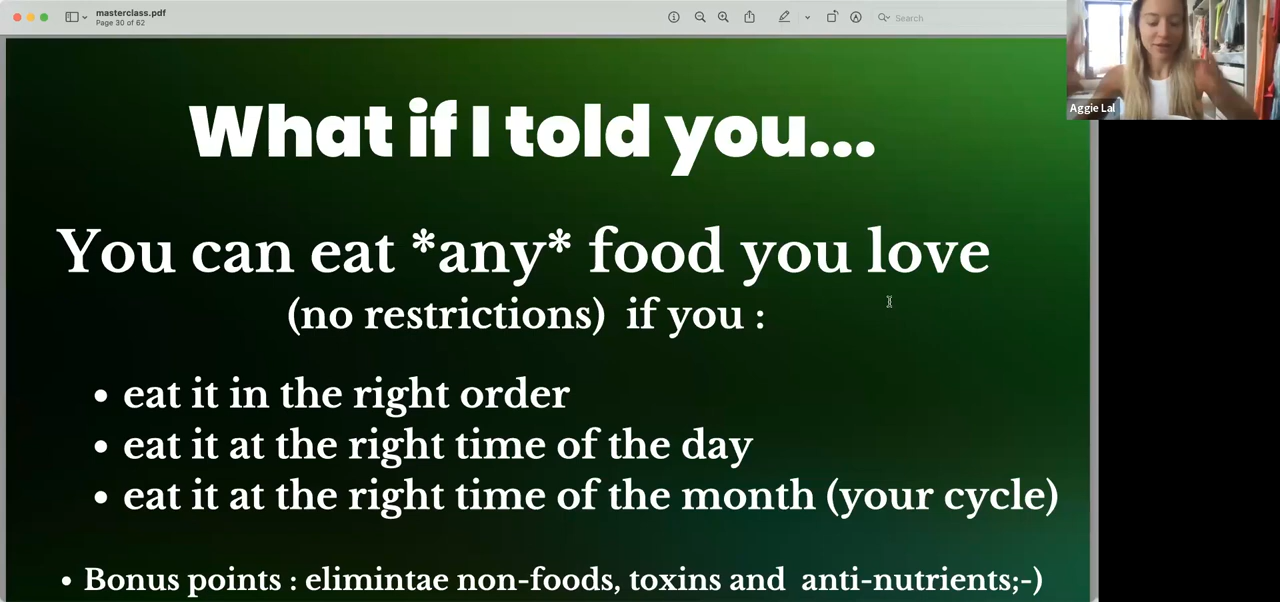 masterclass.pdf
Page 30 of 62
Search
Aggie Lal
What if I told you...
You can eat *any* food you love
(no restrictions) if you :
• eat it in the right order
• eat it at the right time of the day
• eat it at the right time of the month (your cycle)
• Bonus points : elimintae non-foods, toxins and anti-nutrients;-)